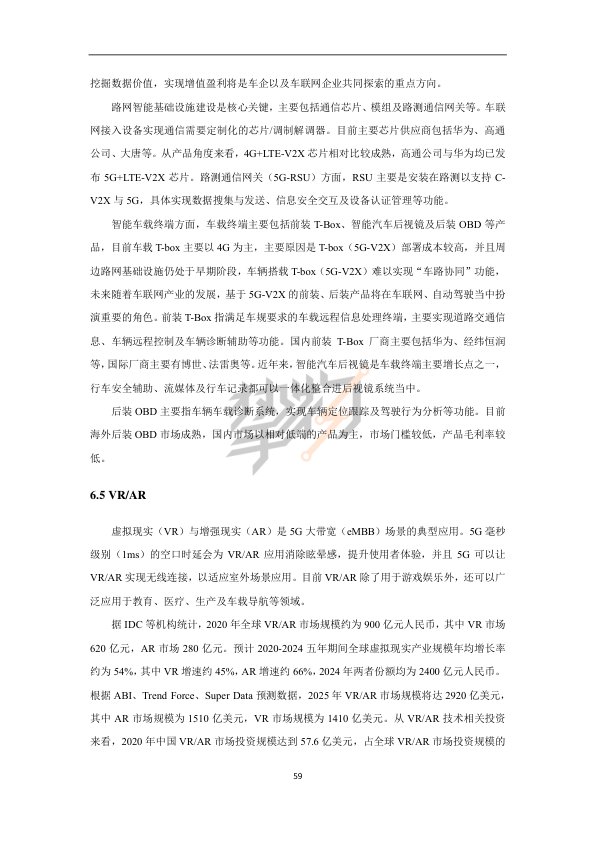 挖掘数据价值，实现增值盈利将是车企以及车联网企业共同探索的重点方向。
路网智能基础设施建设是核心关键，主要包括通信芯片、模组及路测通信网关等。车联
网接入设备实现通信需要定制化的芯片/调制解调器。目前主要芯片供应商包括华为、高通
公司、大唐等。从产品角度来看，4G+LTE-V2X 芯片相对比较成熟，高通公司与华为均已发
布 5G+LTE-V2X 芯片。路测通信网关（5G-RSU）方面，RSU 主要是安装在路测以支持 C-
V2X 与 5G，具体实现数据搜集与发送、信息安全交互及设备认证管理等功能。
智能车载终端方面，车载终端主要包括前装 T-Box、智能汽车后视镜及后装 OBD 等产
品，目前车载 T-box 主要以 4G 为主，主要原因是 T-box（5G-V2X）部署成本较高，并且周
边路网基础设施仍处于早期阶段，车辆搭载 T-box（5G-V2X）难以实现“车路协同”功能，
未来随着车联网产业的发展，基于 5G-V2X 的前装、后装产品将在车联网、自动驾驶当中扮
演重要的角色。前装 T-Box 指满足车规要求的车载远程信息处理终端，主要实现道路交通信
息、车辆远程控制及车辆诊断辅助等功能。国内前装 T-Box 厂商主要包括华为、经纬恒润
等，国际厂商主要有博世、法雷奥等。近年来，智能汽车后视镜是车载终端主要增长点之一，
行车安全辅助、流媒体及行车记录都可以一体化整合进后视镜系统当中。
后装 OBD 主要指车辆车载诊断系统，实现车辆定位跟踪及驾驶行为分析等功能。目前
海外后装 OBD 市场成熟，国内市场以相对低端的产品为主，市场门槛较低，产品毛利率较
低。
6.5 VR/AR
虚拟现实（VR）与增强现实（AR）是 5G 大带宽（eMBB）场景的典型应用。5G 毫秒
级别（1ms）的空口时延会为 VR/AR 应用消除眩晕感，提升使用者体验，并且 5G 可以让
VR/AR 实现无线连接，以适应室外场景应用。目前 VR/AR 除了用于游戏娱乐外，还可以广
泛应用于教育、医疗、生产及车载导航等领域。
据 IDC 等机构统计，2020 年全球 VR/AR 市场规模约为 900 亿元人民币，其中 VR 市场
620 亿元，AR 市场 280 亿元。预计 2020-2024 五年期间全球虚拟现实产业规模年均增长率
约为 54%，其中 VR 增速约 45%，AR 增速约 66%，2024 年两者份额均为 2400 亿元人民币。
根据 ABI、Trend Force、Super Data 预测数据，2025 年 VR/AR 市场规模将达 2920 亿美元，
其中 AR 市场规模为 1510 亿美元，VR 市场规模为 1410 亿美元。从 VR/AR 技术相关投资
来看，2020 年中国 VR/AR 市场投资规模达到 57.6 亿美元，占全球 VR/AR 市场投资规模的
59